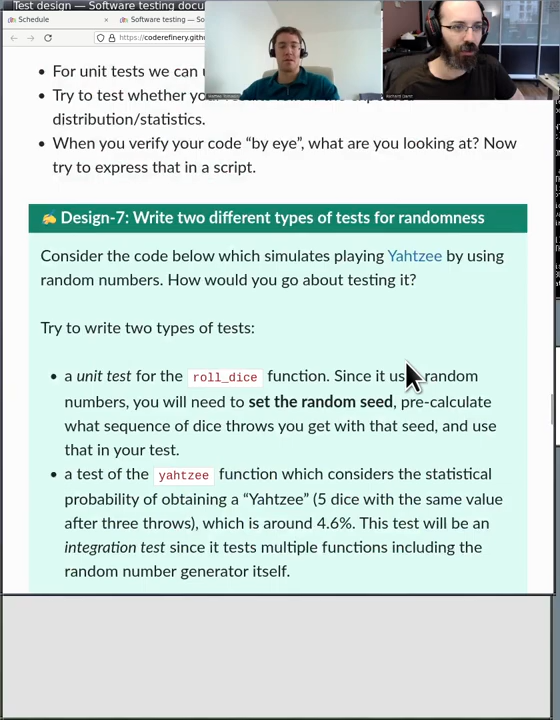 Test design — Software testing docu
Schedule
Software testing — So
https://coderefinery.githu
For unit tests we can
Try to test whether
distribution/statistics.
When you verify your code “by eye”, what are you looking at? Now
try to express that in a script.
✍ Design-7: Write two different types of tests for randomness
Consider the code below which simulates playing Yahtzee by using
random numbers. How would you go about testing it?
Try to write two types of tests:
a unit test for the roll_dice function. Since it random
numbers, you will need to set the random seed, pre-calculate
what sequence of dice throws you get with that seed, and use
that in your test.
a test of the yahtzee function which considers the statistical
probability of obtaining a “Yahtzee” (5 dice with the same value
after three throws), which is around 4.6%. This test will be an
integration test since it tests multiple functions including the
random number generator itself.